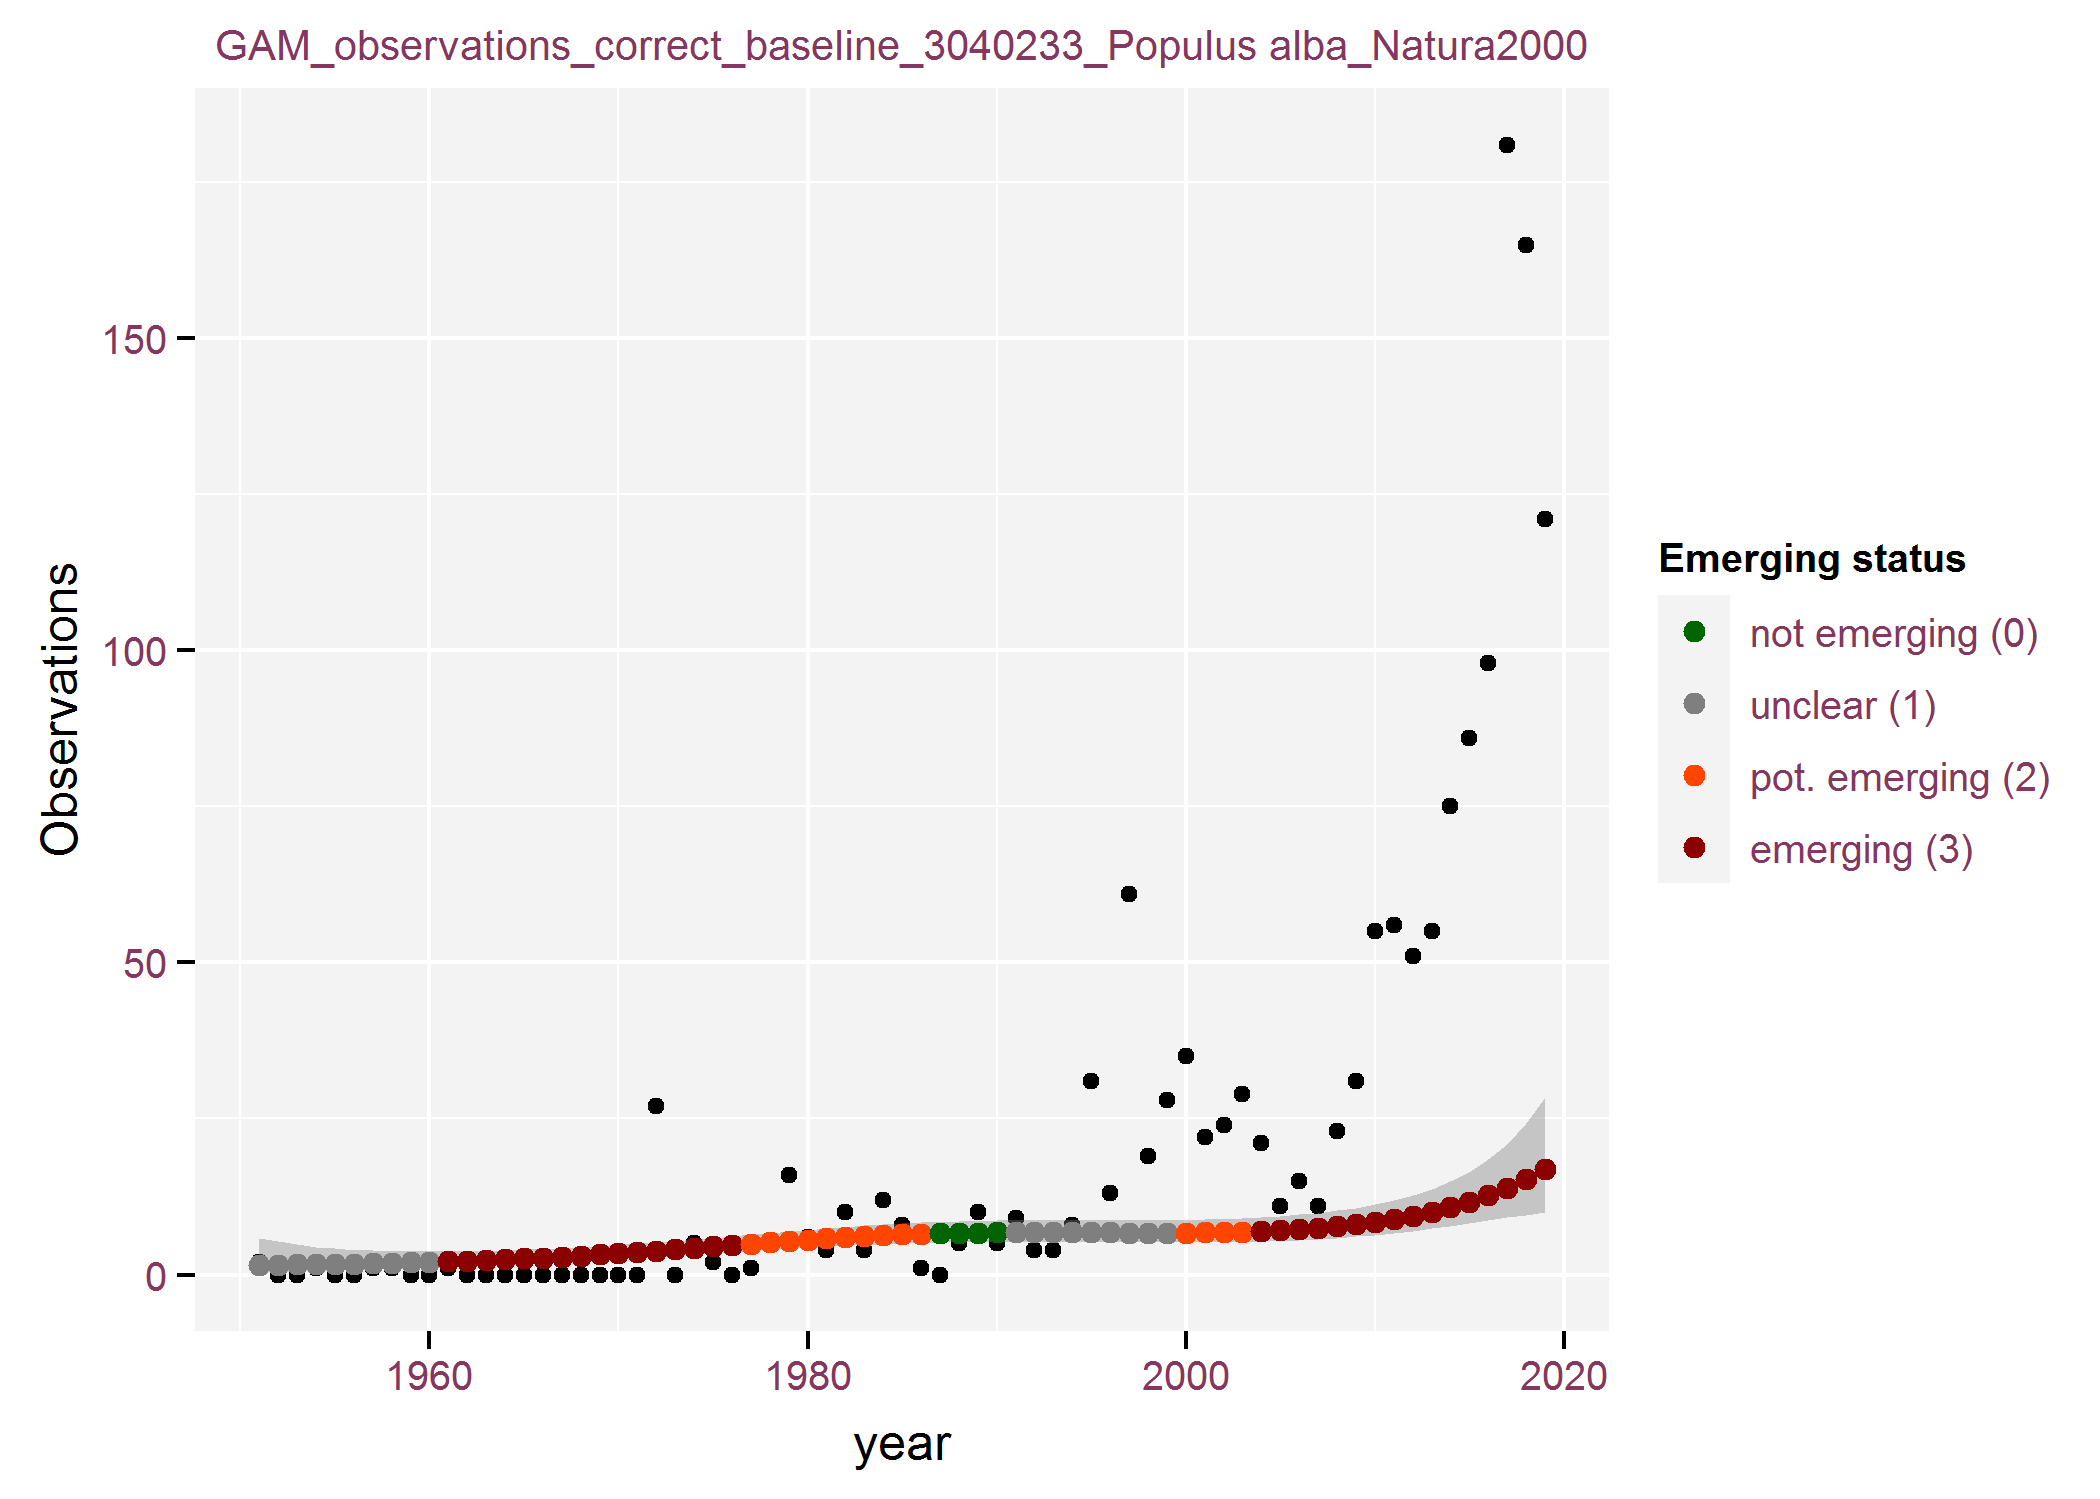 GAM_observations_correct_baseline_3040233_Populus alba_Natura2000
Observations
150
100
50
0
1960
1980
2000
2020
year
Emerging status
not emerging (0)
unclear (1)
pot. emerging (2)
emerging (3)